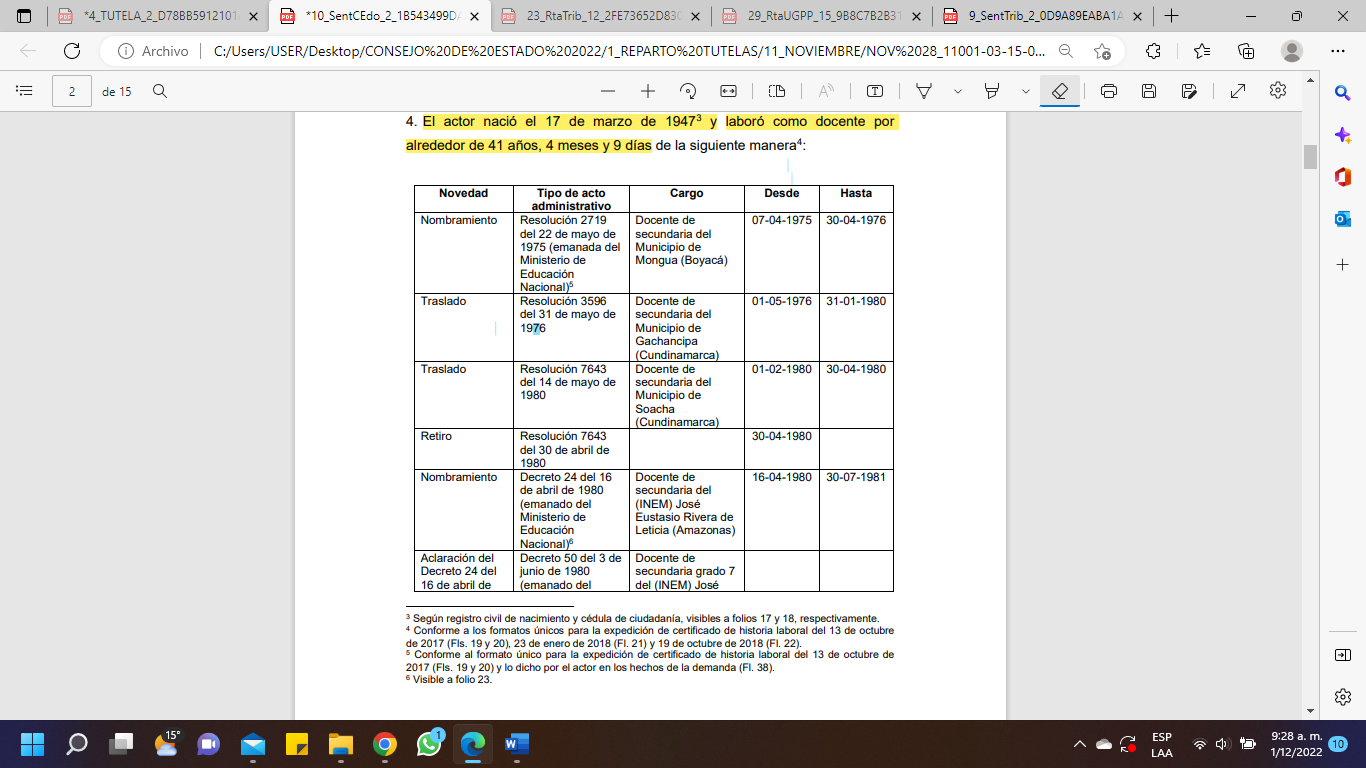 *4_TUTELA_2_D78BB5912101
*10_SentCEdo_2_1B543499DA
23_RtaTrib_12_2FE73652D83C
29_RtaUGPP_15_9B8C7B2B31
9_SentTrib_2_0D9A89EABA1A
Archivo
C:/Users/USER/Desktop/CONSEJO%20DE%20ESTADO%202022/1_REPARTO%20TUTELAS/11_NOVIEMBRE/NOV%2028_11001-03-15-0...
2 de 15
4. El actor nació el 17 de marzo de 1947³ y laboró como docente por
alrededor de 41 años, 4 meses y 9 días de la siguiente manera⁴:
Novedad Tipo de acto Cargo Desde Hasta
administrativo
Nombramiento Resolución 2719 Docente de 07-04-1975 30-04-1976
del 22 de mayo de secundaria del
1975 (emanada del Municipio de
Ministerio de Mongua (Boyacá)
Educación
Nacional)⁵
Traslado Resolución 3596 Docente de 01-05-1976 31-01-1980
del 31 de mayo de secundaria del
1976 Municipio de
Gachancipa
(Cundinamarca)
Traslado Resolución 7643 Docente de 01-02-1980 30-04-1980
del 14 de mayo de secundaria del
1980 Municipio de
Soacha
(Cundinamarca)
Retiro Resolución 7643 30-04-1980
del 30 de abril de
1980
Nombramiento Decreto 24 del 16 Docente de 16-04-1980 30-07-1981
de abril de 1980 secundaria del
(emanado del (INEM) José
Ministerio de Eustasio Rivera de
Educación Leticia (Amazonas)
Nacional)⁶
Aclaración del Decreto 50 del 3 de Docente de
Decreto 24 del junio de 1980 secundaria grado 7
16 de abril de (emanado del del (INEM) José
³ Según registro civil de nacimiento y cédula de ciudadanía, visibles a folios 17 y 18, respectivamente.
⁴ Conforme a los formatos únicos para la expedición de certificado de historia laboral del 13 de octubre
de 2017 (Fls. 19 y 20), 23 de enero de 2018 (Fl. 21) y 19 de octubre de 2018 (Fl. 22).
⁵ Conforme al formato único para la expedición de certificado de historia laboral del 13 de octubre de
2017 (Fls. 19 y 20) y lo dicho por el actor en los hechos de la demanda (Fl. 38).
⁶ Visible a folio 23.
15°
1
ESP
LAA
9:28 a. m.
1/12/2022
10